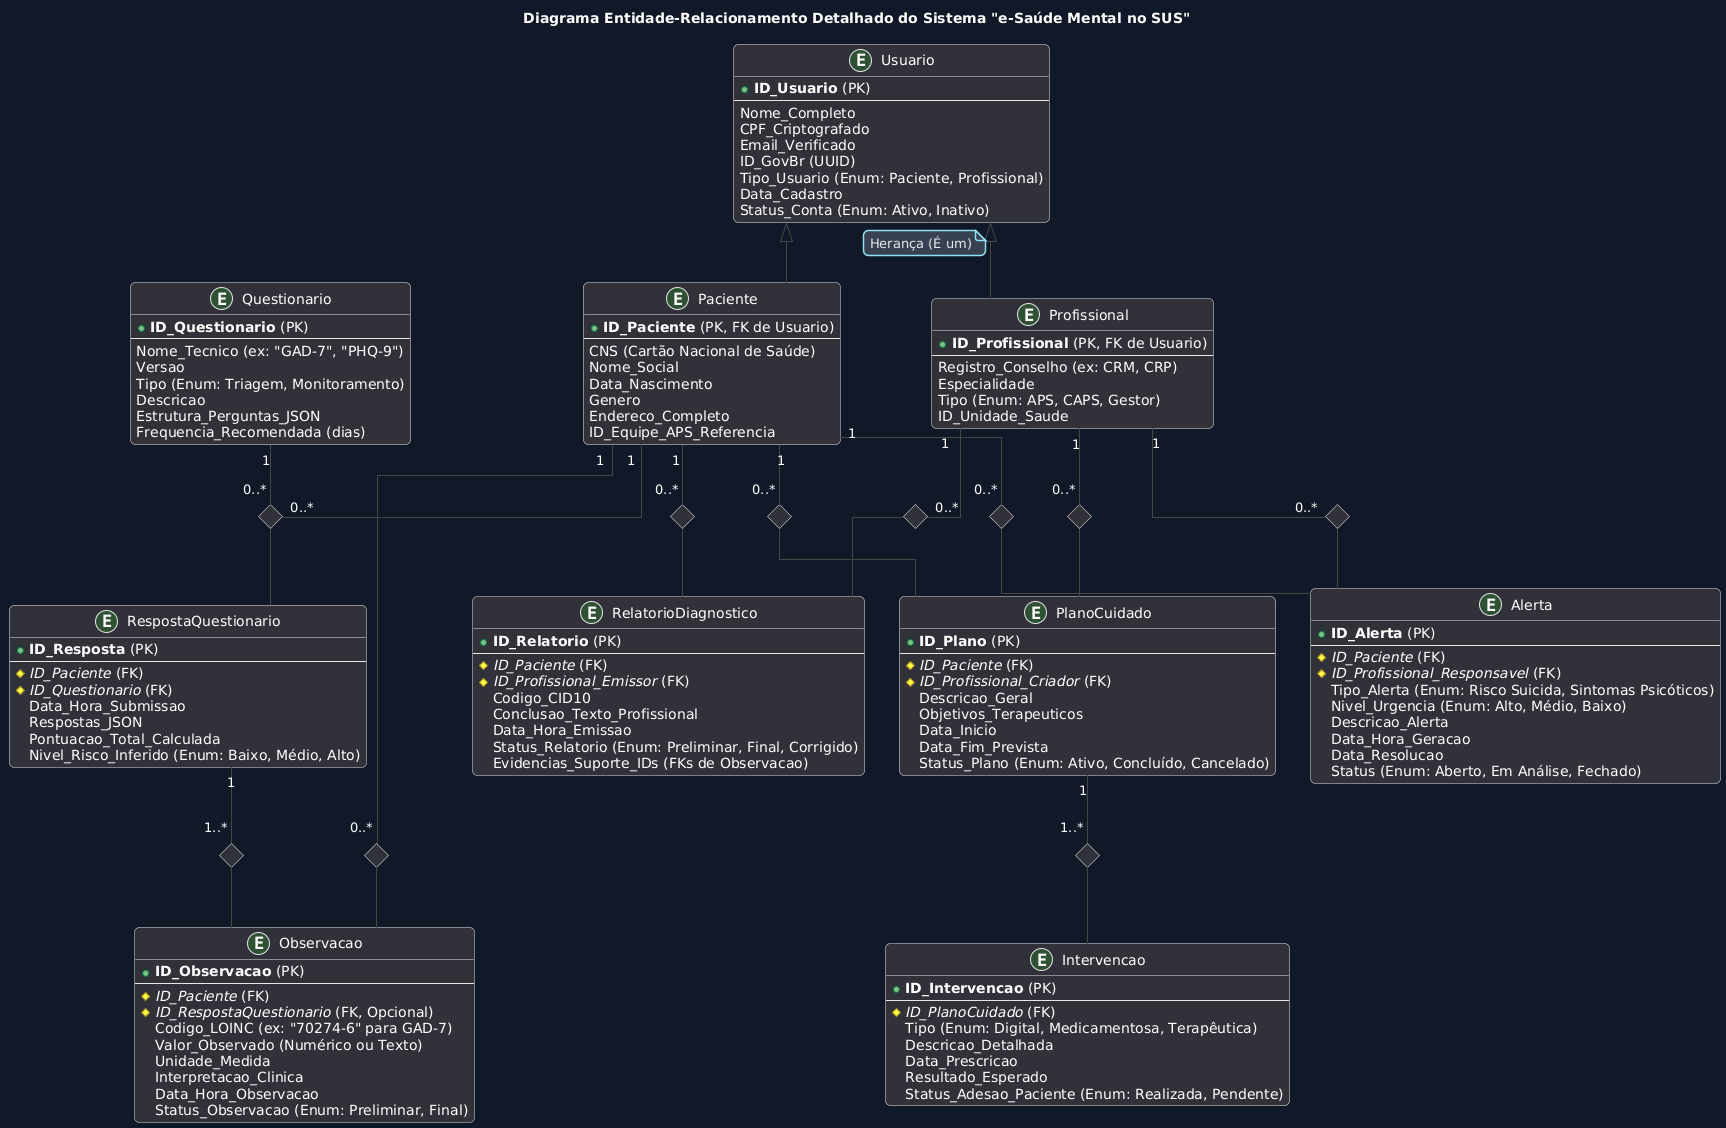 Diagrama Entidade-Relacionamento Detalhado do Sistema "e-Saúde Mental no SUS"
E Usuario
ID_Usuario (PK)
Nome_Completo
CPF_Criptografado
Email_Verificado
ID_GovBr (UUID)
Tipo_Usuario (Enum: Paciente, Profissional)
Data_Cadastro
Status_Conta (Enum: Ativo, Inativo)
Herança (É um)
E Questionario
ID_Questionario (PK)
Nome_Tecnico (ex: "GAD-7", "PHQ-9")
Versao
Tipo (Enum: Triagem, Monitoramento)
Descricao
Estrutura_Perguntas_JSON
Frequencia_Recomendada (dias)
E Paciente
ID_Paciente (PK, FK de Usuario)
CNS (Cartão Nacional de Saúde)
Nome_Social
Data_Nascimento
Genero
Endereco_Completo
ID_Equipe_APS_Referencia
E Profissional
ID_Profissional (PK, FK de Usuario)
Registro_Conselho (ex: CRM, CRP)
Especialidade
Tipo (Enum: APS, CAPS, Gestor)
ID_Unidade_Saude
1 1 1 1 1 1 1 1 1
0..* 0..* 0..* 0..* 0..* 0..* 0..* 0..*
E RespostaQuestionario
ID_Resposta (PK)
ID_Paciente (FK)
ID_Questionario (FK)
Data_Hora_Submissao
Respostas_JSON
Pontuacao_Total_Calculada
Nivel_Risco_Inferido (Enum: Baixo, Médio, Alto)
E RelatorioDiagnostico
ID_Relatorio (PK)
ID_Paciente (FK)
ID_Profissional_Emissor (FK)
Codigo_CID10
Conclusao_Texto_Profissional
Data_Hora_Emissao
Status_Relatorio (Enum: Preliminar, Final, Corrigido)
Evidencias_Suporte_IDs (FKs de Observacao)
E PlanoCuidado
ID_Plano (PK)
ID_Paciente (FK)
ID_Profissional_Criador (FK)
Descricao_Geral
Objetivos_Terapeuticos
Data_Inicio
Data_Fim_Prevista
Status_Plano (Enum: Ativo, Concluído, Cancelado)
E Alerta
ID_Alerta (PK)
ID_Paciente (FK)
ID_Profissional_Responsavel (FK)
Tipo_Alerta (Enum: Risco Suicida, Sintomas Psicóticos)
Nivel_Urgencia (Enum: Alto, Médio, Baixo)
Descricao_Alerta
Data_Hora_Geracao
Data_Resolucao
Status (Enum: Aberto, Em Análise, Fechado)
1 1
1..* 0..* 1..*
E Observacao
ID_Observacao (PK)
ID_Paciente (FK)
ID_RespostaQuestionario (FK, Opcional)
Codigo_LOINC (ex: "70274-6" para GAD-7)
Valor_Observado (Numérico ou Texto)
Unidade_Medida
Interpretacao_Clinica
Data_Hora_Observacao
Status_Observacao (Enum: Preliminar, Final)
E Intervencao
ID_Intervencao (PK)
ID_PlanoCuidado (FK)
Tipo (Enum: Digital, Medicamentosa, Terapêutica)
Descricao_Detalhada
Data_Prescricao
Resultado_Esperado
Status_Adesao_Paciente (Enum: Realizada, Pendente)